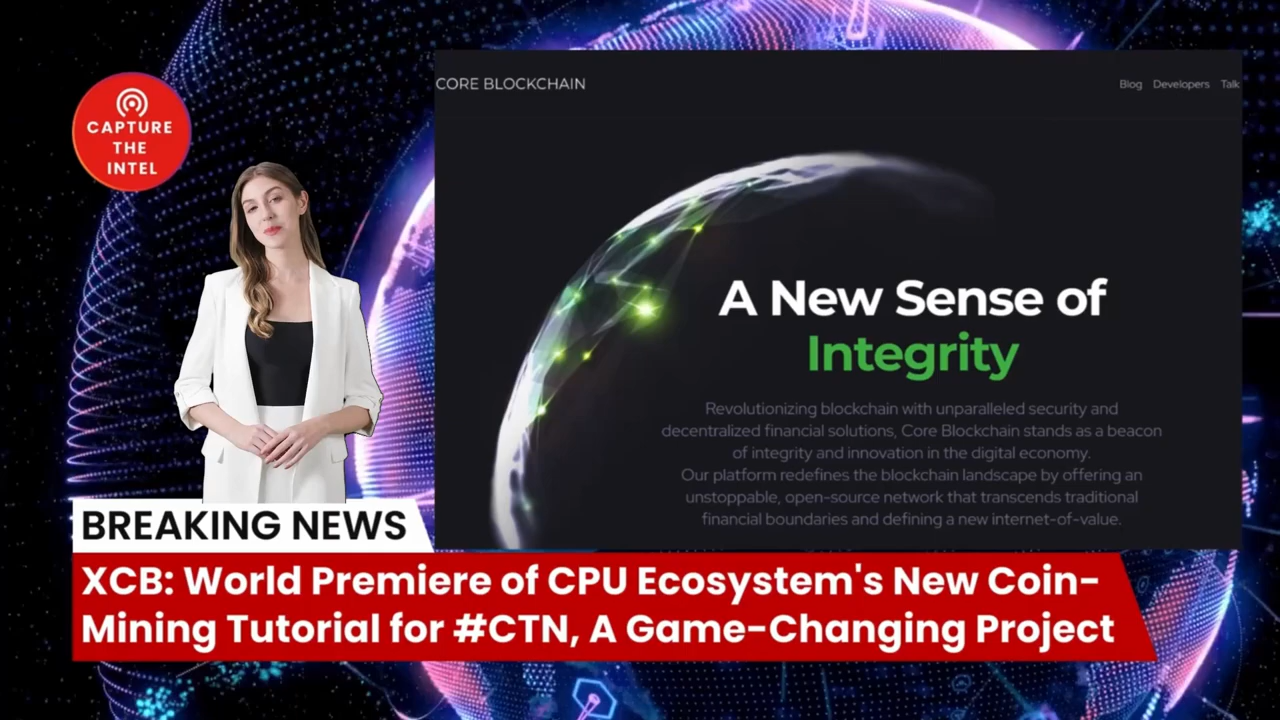 CAPTURE
THE
INTEL
CORE BLOCKCHAIN
Blog Developers Talk
A New Sense of
Integrity
Revolutionizing blockchain with unparalleled security and
decentralized financial solutions, Core Blockchain stands as a beacon
of integrity and innovation in the digital economy.
Our platform redefines the blockchain landscape by offering an
unstoppable, open-source network that transcends traditional
financial boundaries and defining a new internet-of-value.
BREAKING NEWS
XCB: World Premiere of CPU Ecosystem's New Coin-
Mining Tutorial for #CTN, A Game-Changing Project